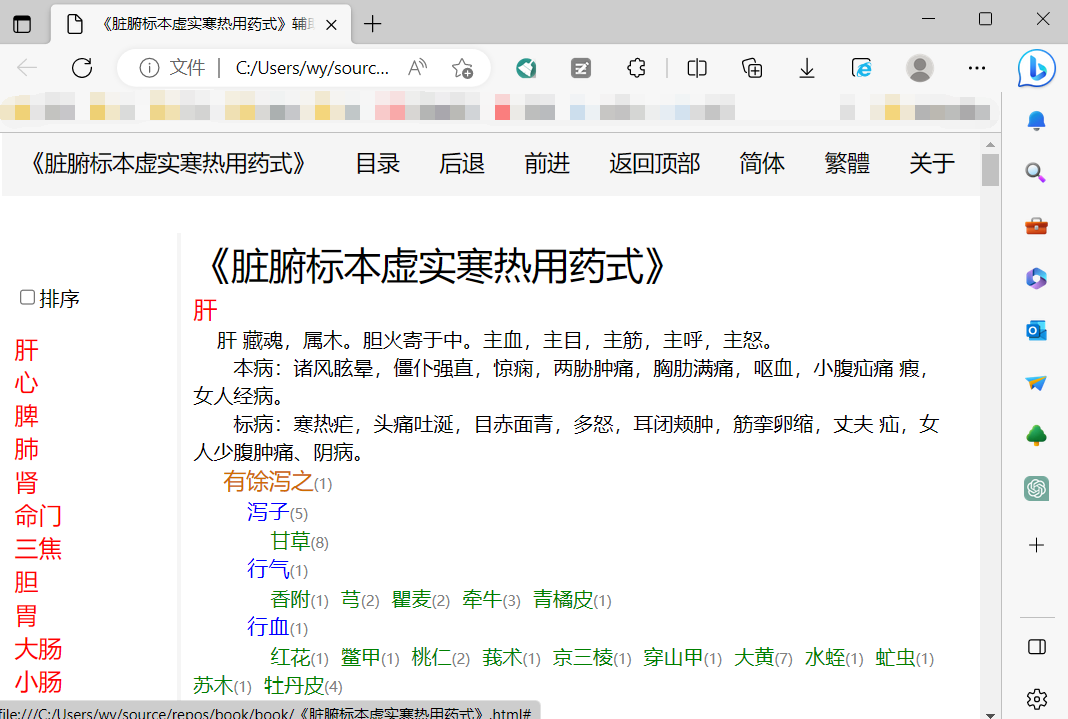 《脏腑标本虚实寒热用药式》辅
文件
C:/Users/wy/sourc...
《脏腑标本虚实寒热用药式》 目录 后退 前进 返回顶部 简体 繁體 关于
《脏腑标本虚实寒热用药式》
排序
肝
心
脾
肺
肾
命门
三焦
胆
胃
大肠
小肠
肝
肝 藏魂，属木。胆火寄于中。主血，主目，主筋，主呼，主怒。
本病：诸风眩晕，僵仆强直，惊痫，两胁肿痛，胸肋满痛，呕血，小腹疝痛 瘕，
女人经病。
标病：寒热疟，头痛吐涎，目赤面青，多怒，耳闭颊肿，筋挛卵缩，丈夫 疝，女
人少腹肿痛、阴病。
有馀泻之(1)
泻子(5)
甘草(8)
行气(1)
香附(1) 芎(2) 瞿麦(2) 牵牛(3) 青橘皮(1)
行血(1)
红花(1) 鳖甲(1) 桃仁(2) 莪术(1) 京三棱(1) 穿山甲(1) 大黄(7) 水蛭(1) 虻虫(1)
苏木(1) 牡丹皮(4)
file:///C:/Users/wy/source/repos/book/book/《脏腑标本虚实寒热用药式》.html#